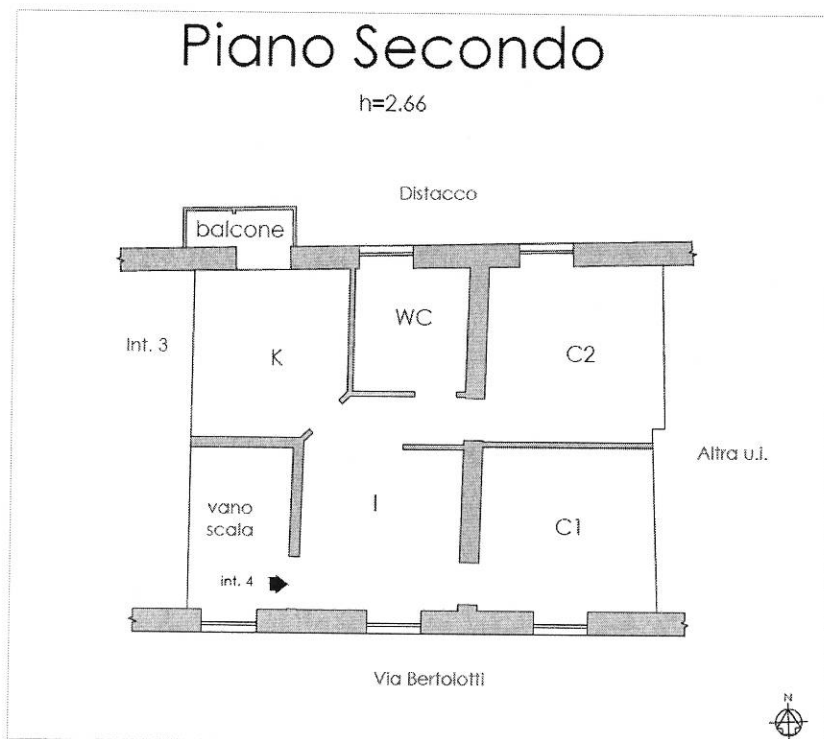 Piano Secondo
h=2.66
Distacco
balcone
WC
Int. 3
K
C2
Altra u.i.
vano
scala
I
C1
int. 4
Via Bertolotti
N